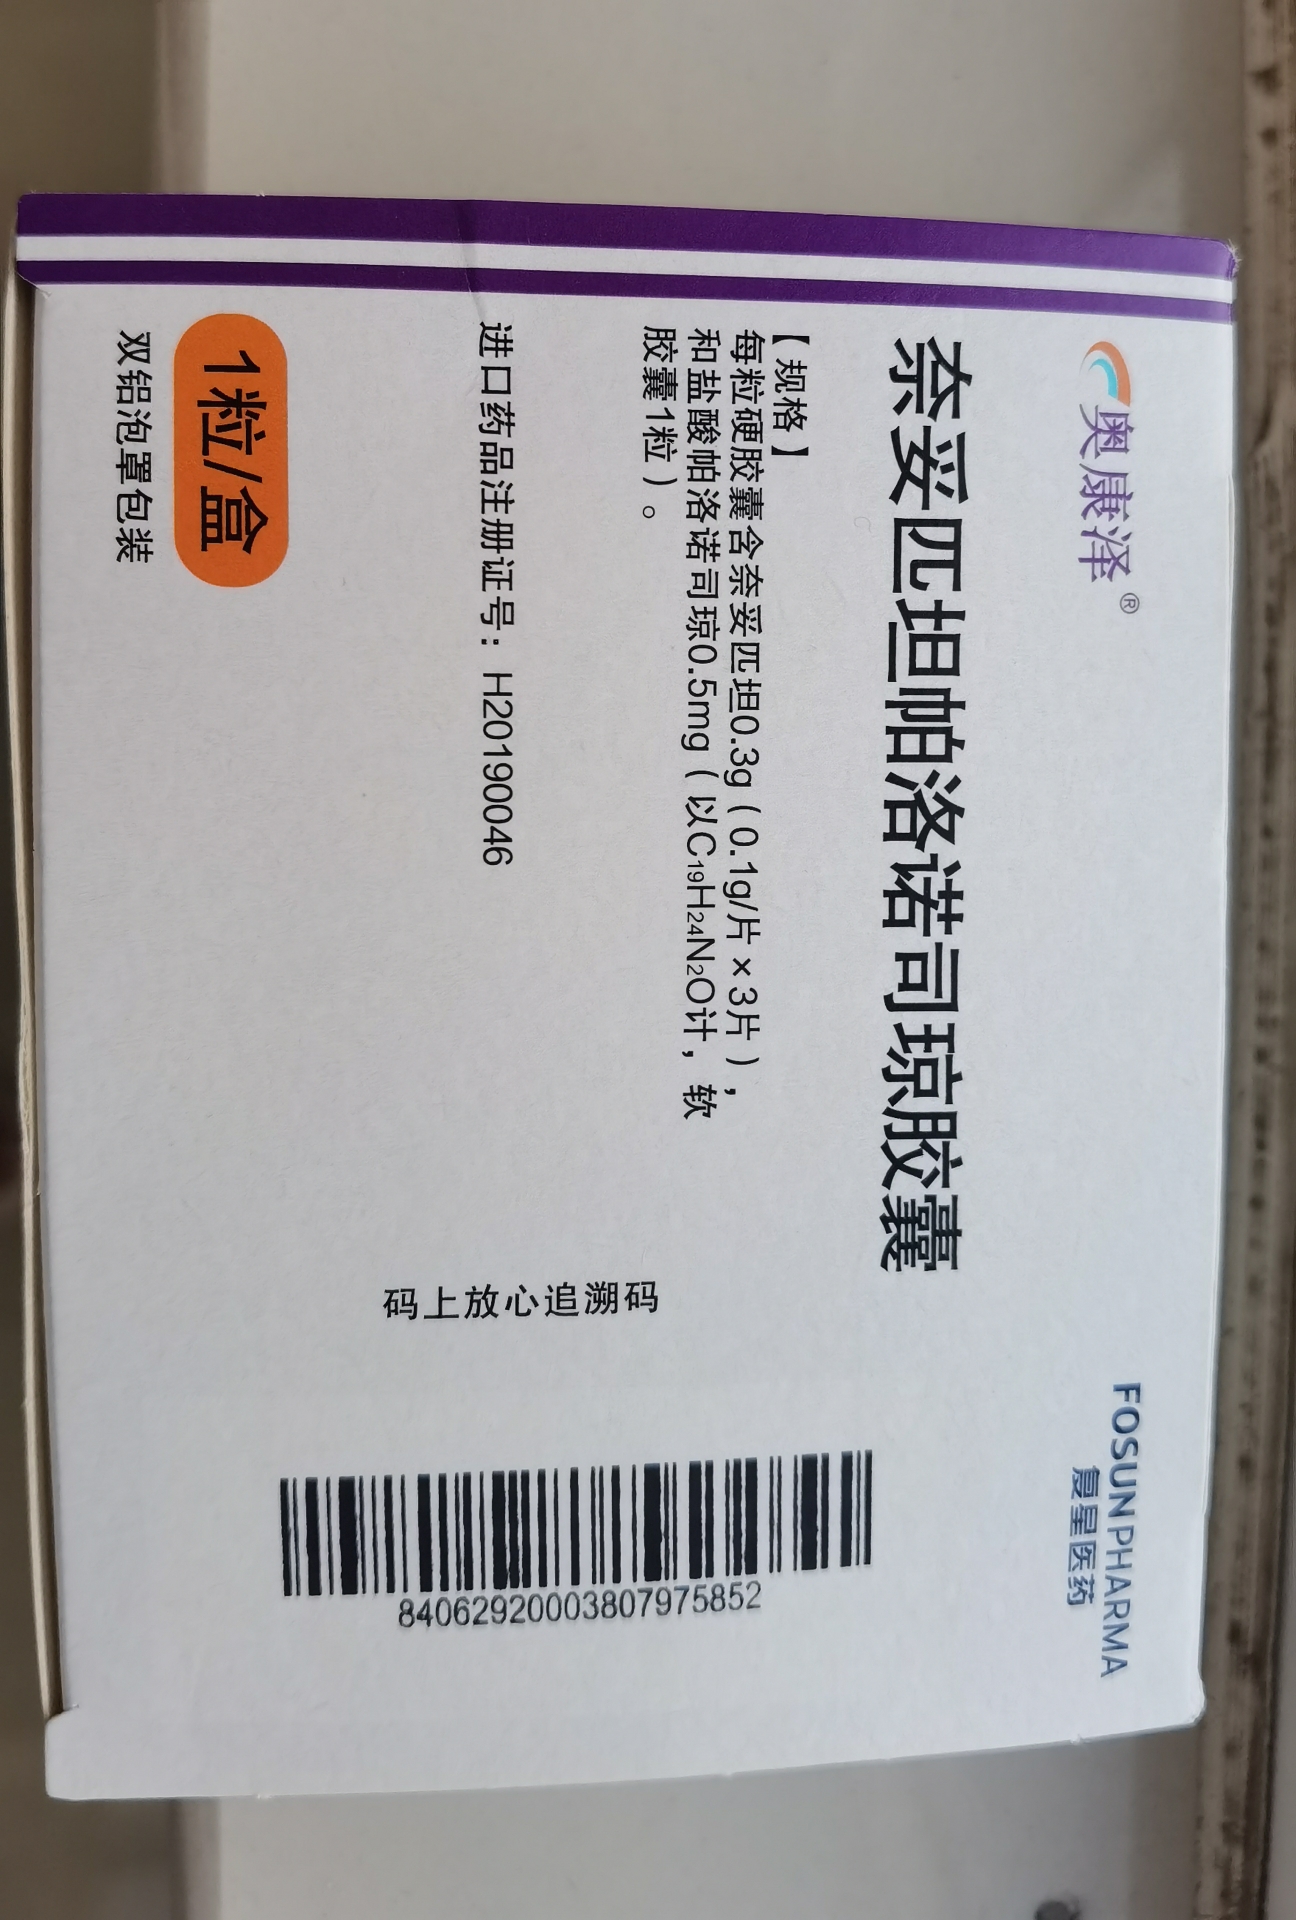 奥康泽®
FOSUNPHARMA
复星医药
奈妥匹坦帕洛诺司琼胶囊
【规格】
每粒硬胶囊含奈妥匹坦0.3g（0.1g/片×3片），
和盐酸帕洛诺司琼0.5mg（以C₁₉H₂₄N₂O计，软
胶囊1粒）。
进口药品注册证号：H20190046
1粒/盒
双铝泡罩包装
码上放心追溯码
84062920003807975852